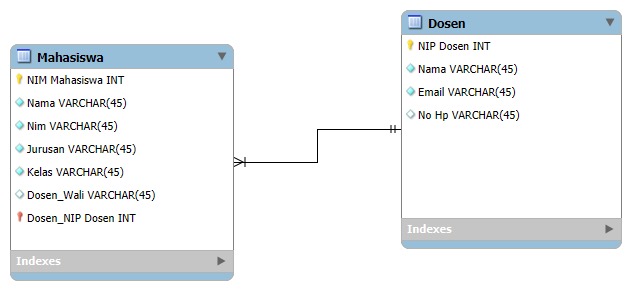 Mahasiswa
NIM Mahasiswa INT
Nama VARCHAR(45)
Nim VARCHAR(45)
Jurusan VARCHAR(45)
Kelas VARCHAR(45)
Dosen_Wali VARCHAR(45)
Dosen_NIP Dosen INT
Indexes
Dosen
NIP Dosen INT
Nama VARCHAR(45)
Email VARCHAR(45)
No Hp VARCHAR(45)
Indexes